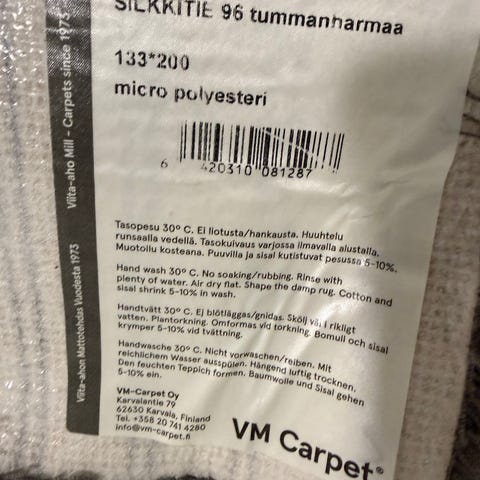 SILKKITIE 96 tummanharmaa
133*200
micro polyesteri
6 420310 081287
Tasopesu 30º C. Ei liotusta/hankausta. Huuhtelu
runsaalla vedellä. Tasokuivaus varjossa ilmavalla alustalla.
Muotoilu kosteana. Puuvilla ja sisal kutistuvat pesussa 5-10%.
Hand wash 30º C. No soaking/rubbing. Rinse with
plenty of water. Air dry flat. Shape the damp rug. Cotton and
sisal shrink 5-10% in wash.
Handtvätt 30º C. Ej blötläggas/gnidas. Skölj väl i rikligt
vatten. Plantorkning. Omformas vid torkning. Bomull och sisal
krymper 5-10% vid tvättning.
Handwasche 30º C. Nicht vorwaschen/reiben. Mit
reichlichem Wasser ausspülen. Hängend luftig trocknen.
Den feuchten Teppich formen. Baumwolle und Sisal gehen
5-10% ein.
VM-Carpet Oy
Karvalantie 79
62630 Karvala, Finland
Tel. +358 20 741 4280
info@vm-carpet.fi
VM Carpet®
Viita-ahon Mattotehdas Vuodesta 1973
Viita-aho Mill - Carpets since 1973